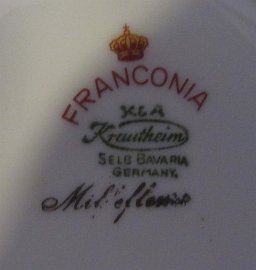 FRANCONIA
K & A
Krautheim
SELB BAVARIA
GERMANY.
Millefleurs